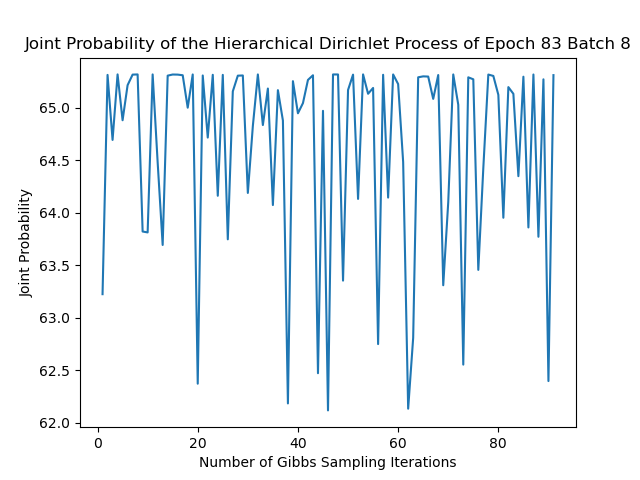 Joint Probability of the Hierarchical Dirichlet Process of Epoch 83 Batch 8
Joint Probability
65.0
64.5
64.0
63.5
63.0
62.5
62.0
0 20 40 60 80
Number of Gibbs Sampling Iterations